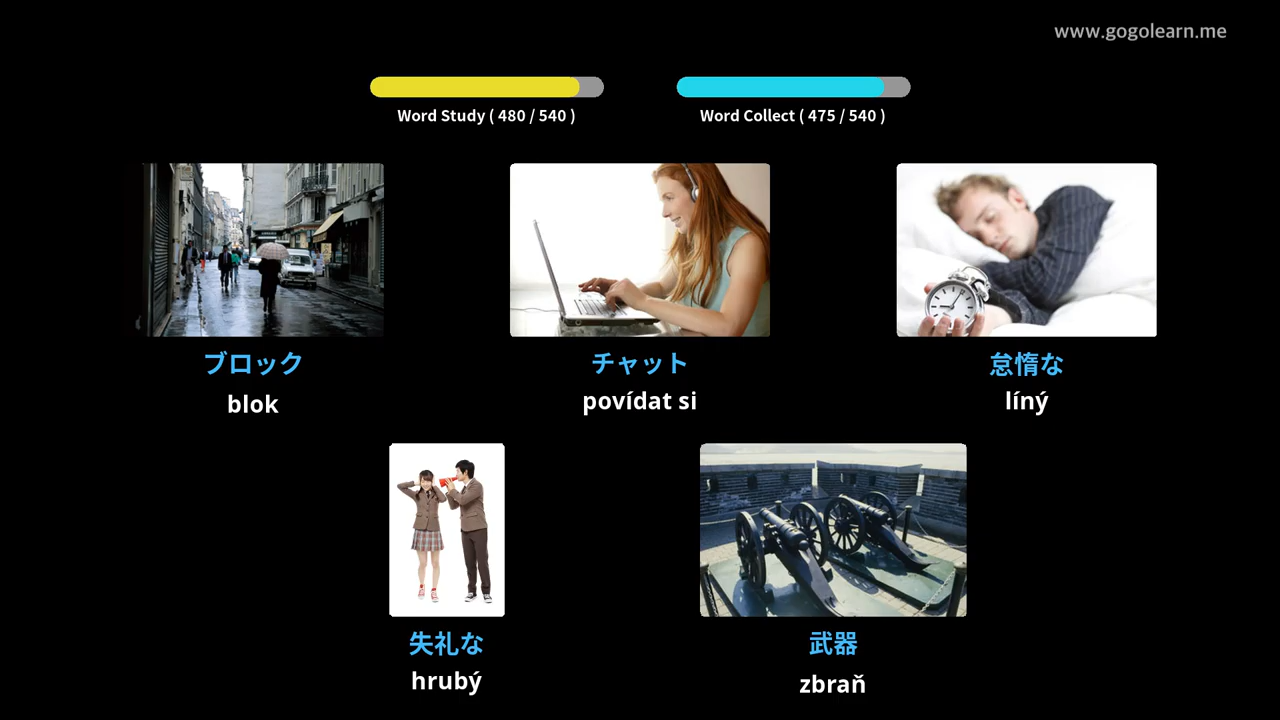 www.gogolearn.me
Word Study ( 480 / 540 )
Word Collect ( 475 / 540 )
ブロック
blok
チャット
povídat si
怠惰な
líný
失礼な
hrubý
武器
zbraň